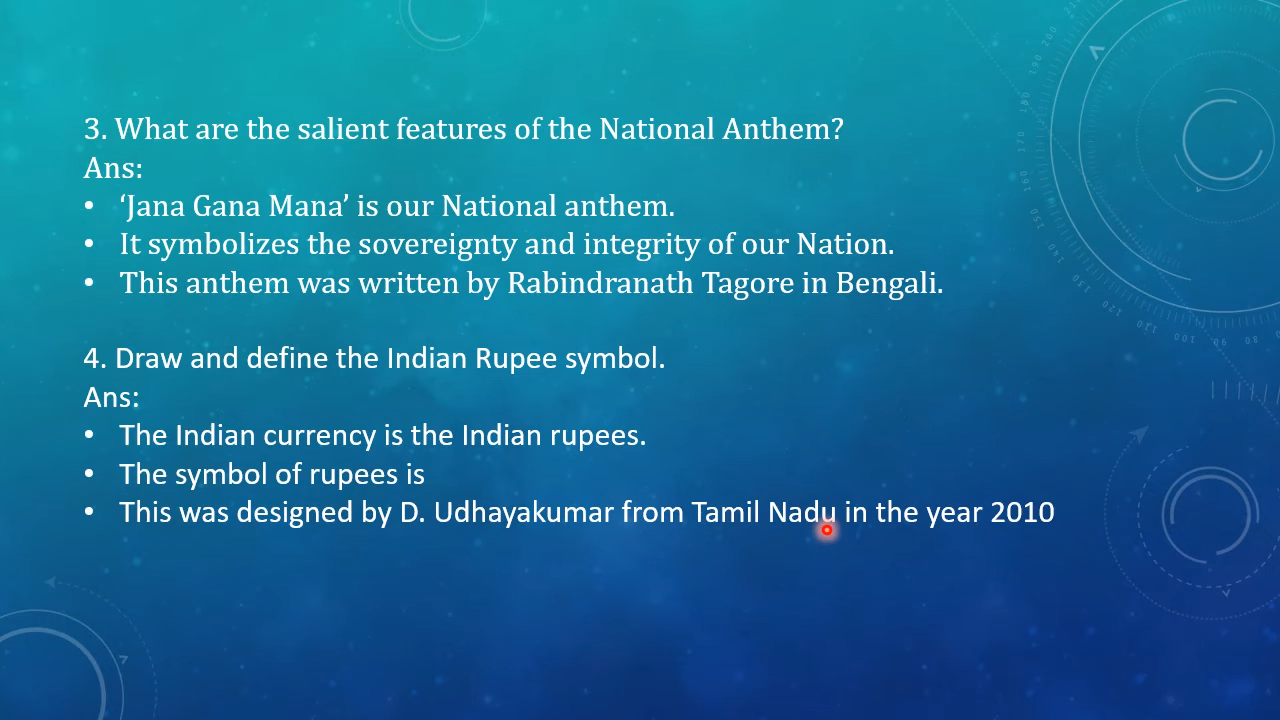 3. What are the salient features of the National Anthem?
Ans:
• ‘Jana Gana Mana’ is our National anthem.
• It symbolizes the sovereignty and integrity of our Nation.
• This anthem was written by Rabindranath Tagore in Bengali.
4. Draw and define the Indian Rupee symbol.
Ans:
• The Indian currency is the Indian rupees.
• The symbol of rupees is
• This was designed by D. Udhayakumar from Tamil Nadu in the year 2010